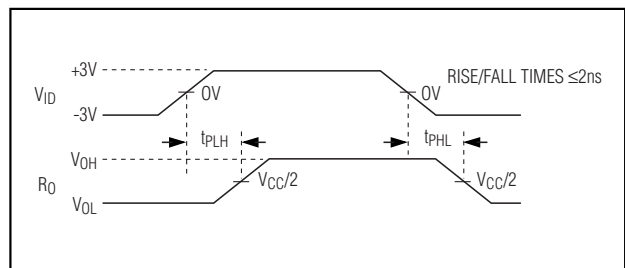 +3V
RISE/FALL TIMES ≤2ns
VID
0V
0V
-3V
tPLH
tPHL
VOH
RO
VCC/2
VCC/2
VOL